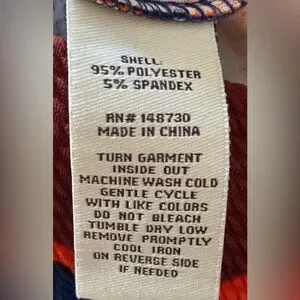 SHELL:
95% POLYESTER
5% SPANDEX
RN# 148730
MADE IN CHINA
TURN GARMENT
INSIDE OUT
MACHINE WASH COLD
GENTLE CYCLE
WITH LIKE COLORS
DO NOT BLEACH
TUMBLE DRY LOW
REMOVE PROMPTLY
COOL IRON
ON REVERSE SIDE
IF NEEDED